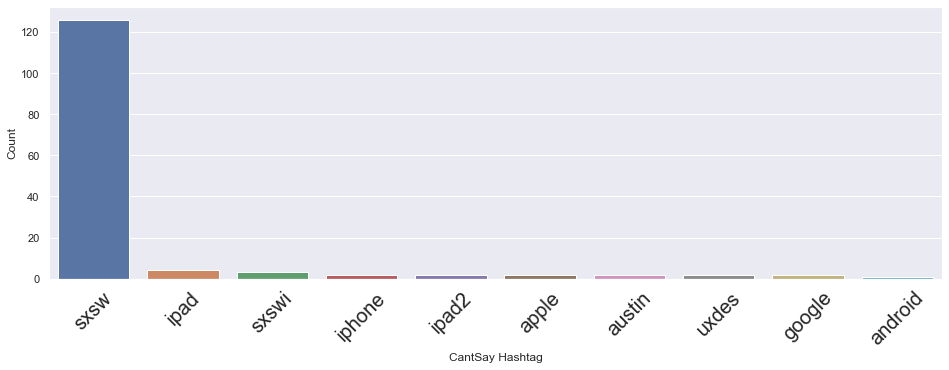 120
100
80
60
40
20
0
Count
sxsw
ipad
sxswi
iphone
ipad2
apple
austin
uxdes
google
android
CantSay Hashtag